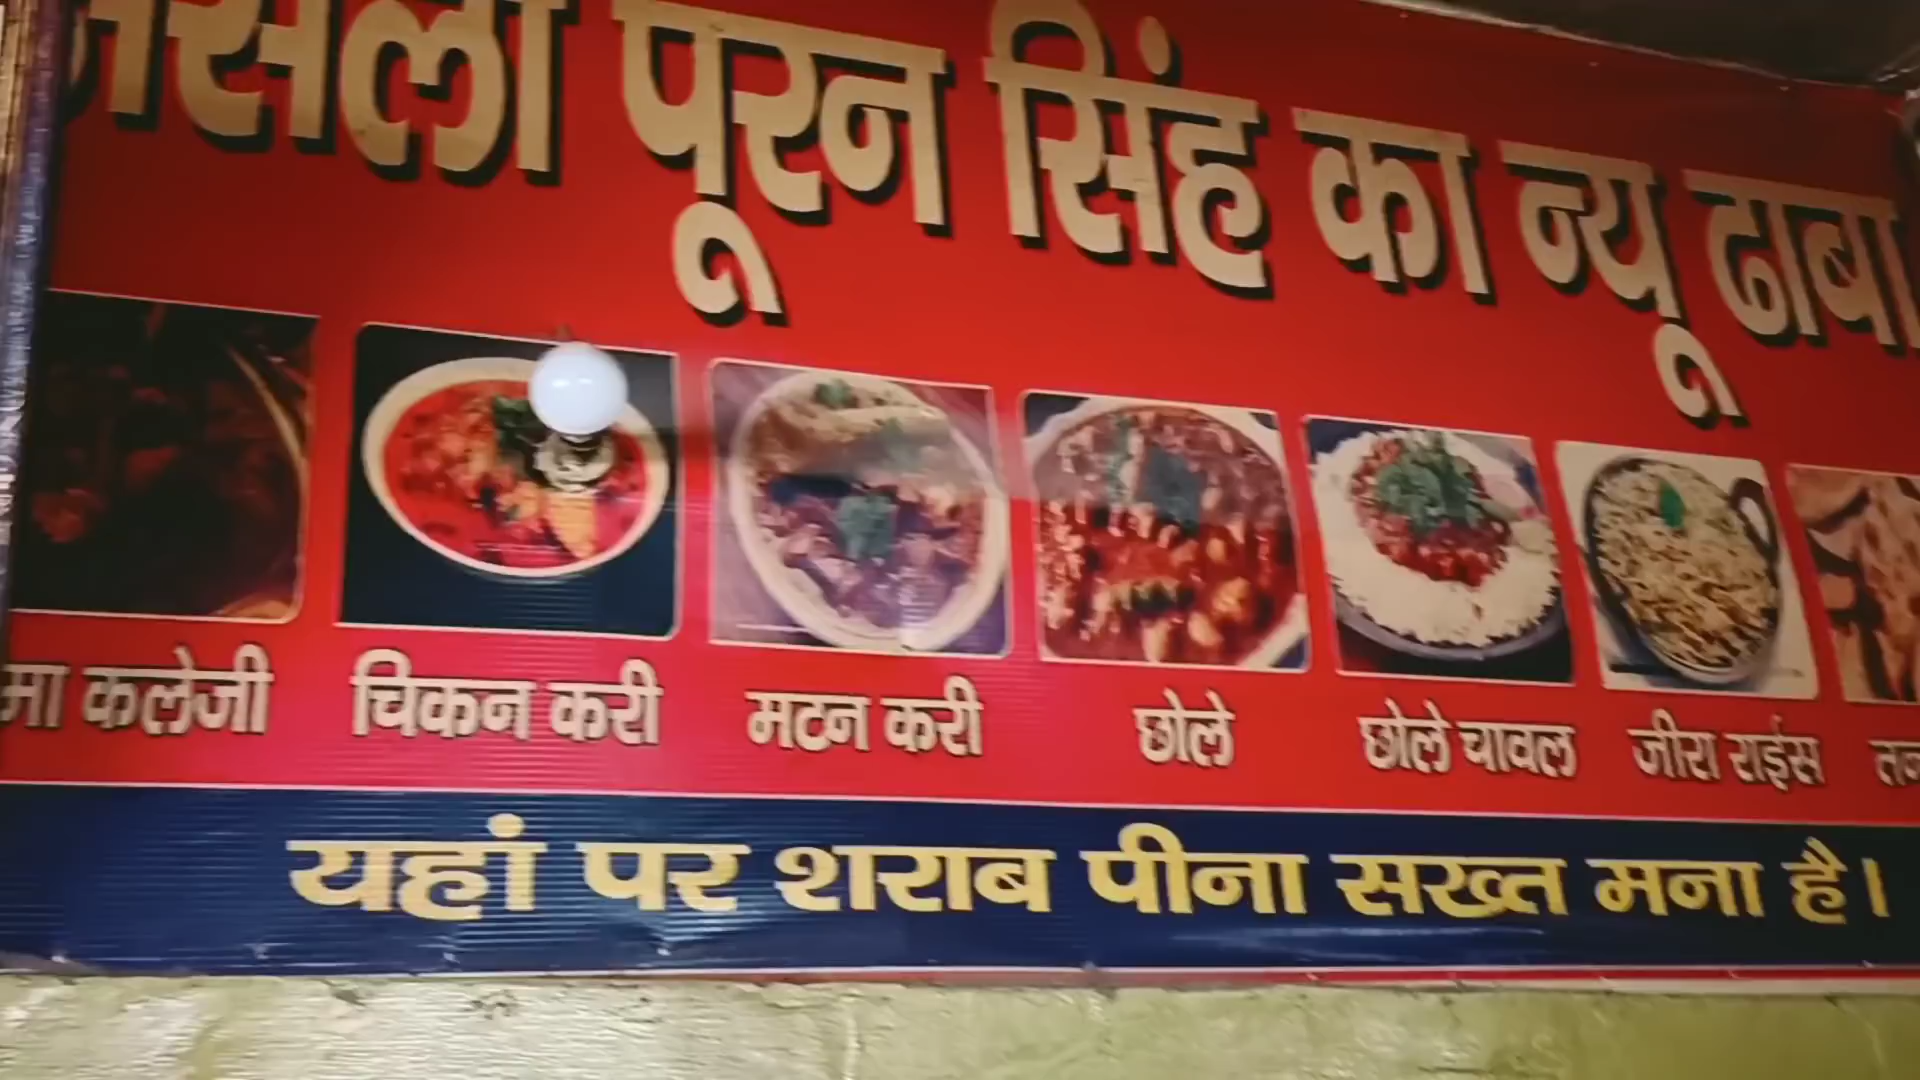 पूरन सिंह का न्यू ढाबा
कलेजी
चिकन करी
मटन करी
छोले
छोले चावल
जीरा राईस
यहां पर शराब पीना सख्त मना है।